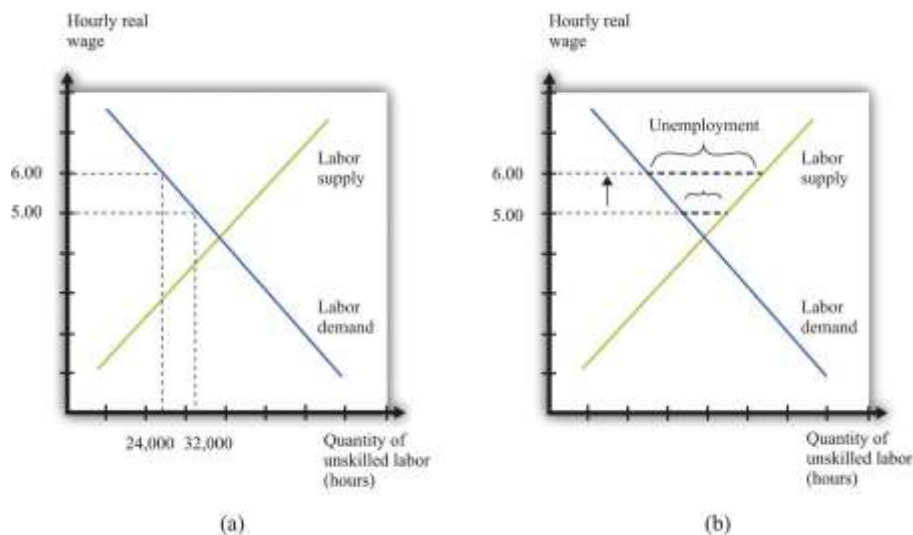 Hourly real
wage
6.00
5.00
Labor
supply
Labor
demand
24,000 32,000
Quantity of
unskilled labor
(hours)
(a)
Hourly real
wage
Unemployment
6.00
5.00
Labor
supply
Labor
demand
Quantity of
unskilled labor
(hours)
(b)